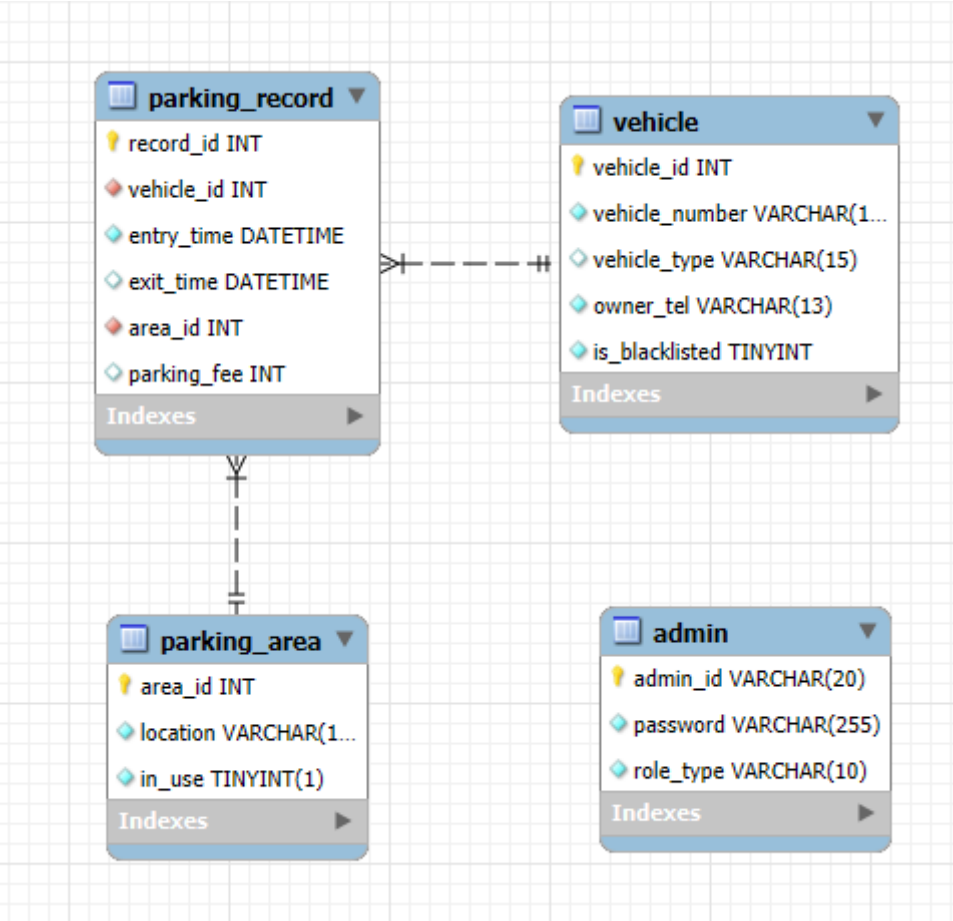 parking_record
record_id INT
vehicle_id INT
entry_time DATETIME
exit_time DATETIME
area_id INT
parking_fee INT
Indexes
vehicle
vehicle_id INT
vehicle_number VARCHAR(1...
vehicle_type VARCHAR(15)
owner_tel VARCHAR(13)
is_blacklisted TINYINT
Indexes
parking_area
area_id INT
location VARCHAR(1...
in_use TINYINT(1)
Indexes
admin
admin_id VARCHAR(20)
password VARCHAR(255)
role_type VARCHAR(10)
Indexes